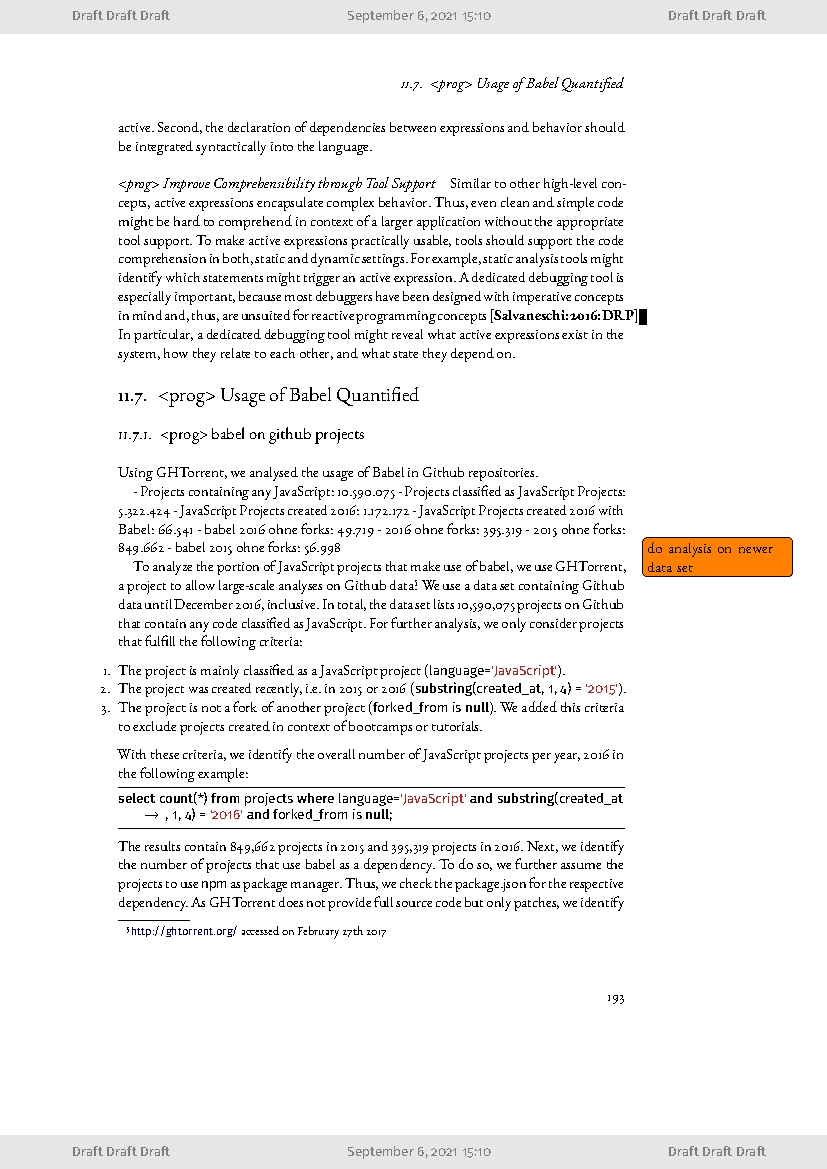 Draft Draft Draft September 6, 2021 15:10 Draft Draft Draft
11.7. <prog> Usage of Babel Quantified
active. Second, the declaration of dependencies between expressions and behavior should
be integrated syntactically into the language.
<prog> Improve Comprehensibility through Tool Support Similar to other high-level con-
cepts, active expressions encapsulate complex behavior. Thus, even clean and simple code
might be hard to comprehend in context of a larger application without the appropriate
tool support. To make active expressions practically usable, tools should support the code
comprehension in both, static and dynamic settings. For example, static analysis tools might
identify which statements might trigger an active expression. A dedicated debugging tool is
especially important, because most debuggers have been designed with imperative concepts
in mind and, thus, are unsuited for reactive programming concepts [Salvaneschi:2016:DRP]
In particular, a dedicated debugging tool might reveal what active expressions exist in the
system, how they relate to each other, and what state they depend on.
11.7. <prog> Usage of Babel Quantified
11.7.1. <prog> babel on github projects
Using GHTorrent, we analysed the usage of Babel in Github repositories.
- Projects containing any JavaScript: 10.590.075 - Projects classified as JavaScript Projects:
5.322.424 - JavaScript Projects created 2016: 1.172.172 - JavaScript Projects created 2016 with
Babel: 66.541 - babel 2016 ohne forks: 49.719 - 2016 ohne forks: 395.319 - 2015 ohne forks:
849.662 - babel 2015 ohne forks: 56.998
do analysis on newer
data set
To analyze the portion of JavaScript projects that make use of babel, we use GHTorrent,
a project to allow large-scale analyses on Github data⁵ We use a data set containing Github
data until December 2016, inclusive. In total, the data set lists 10,590,075 projects on Github
that contain any code classified as JavaScript. For further analysis, we only consider projects
that fulfill the following criteria:
1. The project is mainly classified as a JavaScript project (language='JavaScript').
2. The project was created recently, i.e. in 2015 or 2016 (substring(created_at, 1, 4) = '2015').
3. The project is not a fork of another project (forked_from is null). We added this criteria
to exclude projects created in context of bootcamps or tutorials.
With these criteria, we identify the overall number of JavaScript projects per year, 2016 in
the following example:
select count(*) from projects where language='JavaScript' and substring(created_at
→ , 1, 4) = '2016' and forked_from is null;
The results contain 849,662 projects in 2015 and 395,319 projects in 2016. Next, we identify
the number of projects that use babel as a dependency. To do so, we further assume the
projects to use npm as package manager. Thus, we check the package.json for the respective
dependency. As GHTorrent does not provide full source code but only patches, we identify
⁵http://ghtorrent.org/ accessed on February 27th 2017
193
Draft Draft Draft September 6, 2021 15:10 Draft Draft Draft